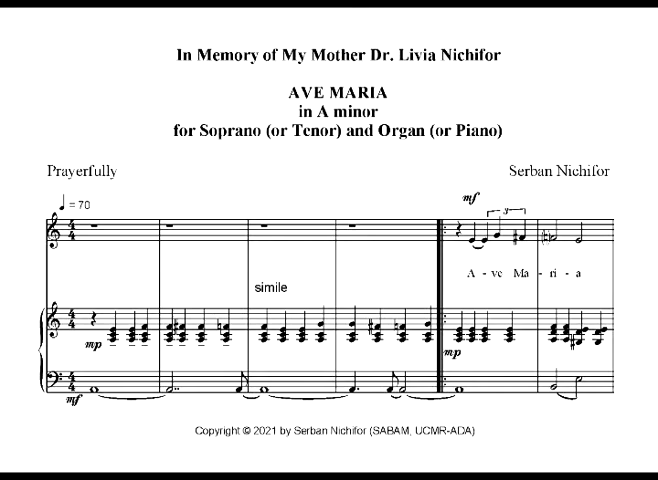 In Memory of My Mother Dr. Livia Nichifor
AVE MARIA
in A minor
for Soprano (or Tenor) and Organ (or Piano)
Prayerfully
Serban Nichifor
= 70
mf
3
A - ve Ma - ri - a
simile
mp
mp
mf
Copyright © 2021 by Serban Nichifor (SABAM, UCMR-ADA)